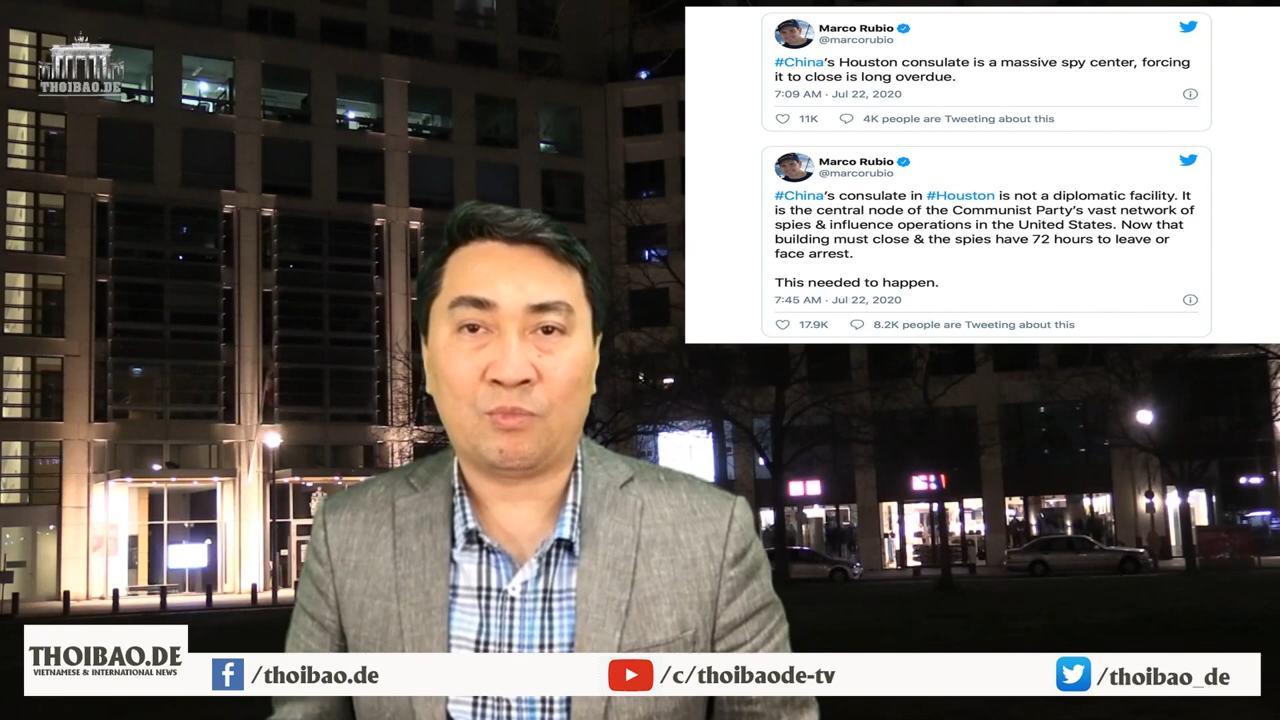 THOIBAO.DE
Marco Rubio
@marcorubio
#China's Houston consulate is a massive spy center, forcing
it to close is long overdue.
7:09 AM · Jul 22, 2020
11K 4K people are Tweeting about this
Marco Rubio
@marcorubio
#China's consulate in #Houston is not a diplomatic facility. It
is the central node of the Communist Party's vast network of
spies & influence operations in the United States. Now that
building must close & the spies have 72 hours to leave or
face arrest.
This needed to happen.
7:45 AM · Jul 22, 2020
17.9K 8.2K people are Tweeting about this
THOIBAO.DE
VIETNAMESE & INTERNATIONAL NEWS
/thoibao.de
/c/thoibaode-tv
/thoibao_de